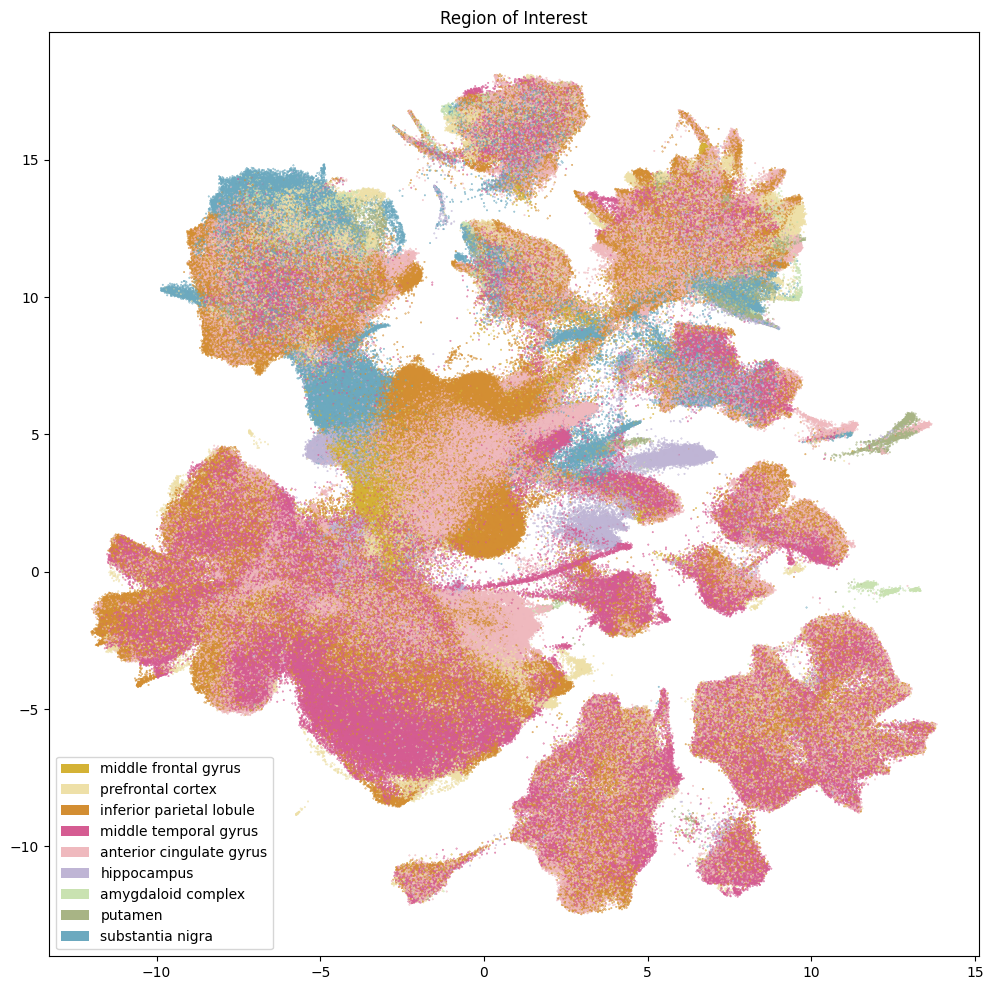 Region of Interest
15
10
5
0
−5
−10
middle frontal gyrus
prefrontal cortex
inferior parietal lobule
middle temporal gyrus
anterior cingulate gyrus
hippocampus
amygdaloid complex
putamen
substantia nigra
−10 −5 0 5 10 15